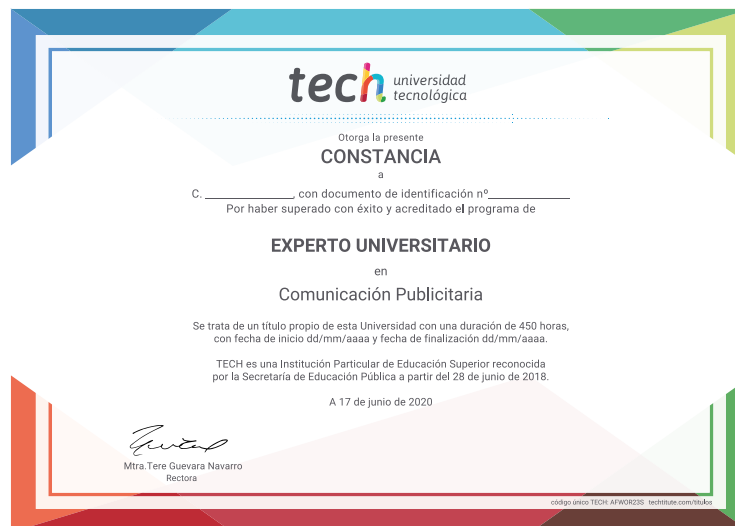 tech universidad
tecnológica
Otorga la presente
CONSTANCIA
a
C. ______________, con documento de identificación nº______________
Por haber superado con éxito y acreditado el programa de
EXPERTO UNIVERSITARIO
en
Comunicación Publicitaria
Se trata de un título propio de esta Universidad con una duración de 450 horas,
con fecha de inicio dd/mm/aaaa y fecha de finalización dd/mm/aaaa.
TECH es una Institución Particular de Educación Superior reconocida
por la Secretaría de Educación Pública a partir del 28 de junio de 2018.
A 17 de junio de 2020
Mtra.Tere Guevara Navarro
Rectora
código único TECH: AFWOR23S techtitute.com/titulos